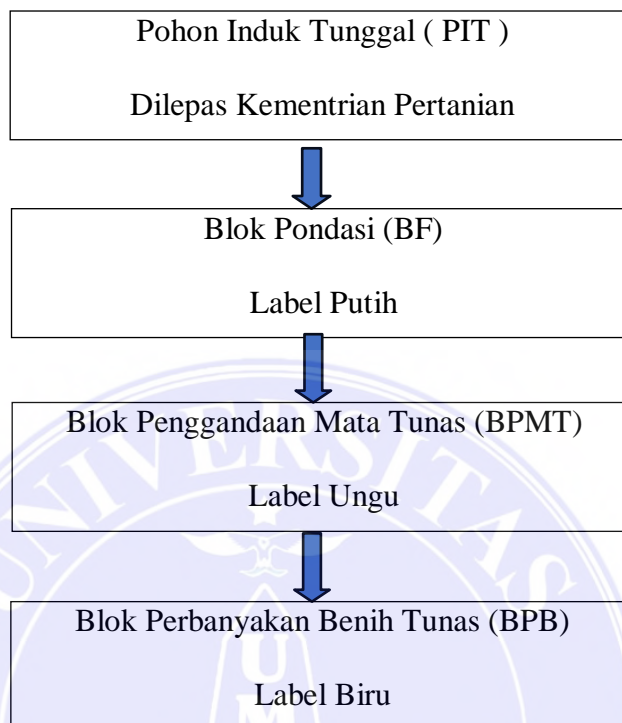 Pohon Induk Tunggal ( PIT )
Dilepas Kementrian Pertanian
Blok Pondasi (BF)
Label Putih
Blok Penggandaan Mata Tunas (BPMT)
Label Ungu
Blok Perbanyakan Benih Tunas (BPB)
Label Biru
UNIVERSITAS
U
M